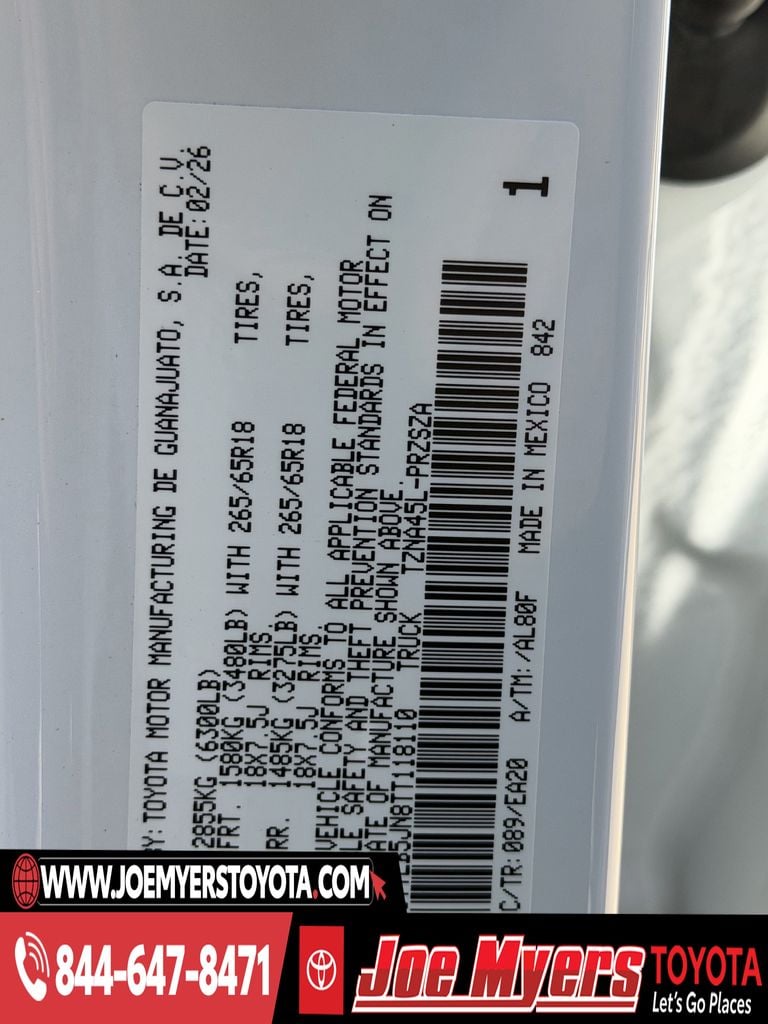 BY: TOYOTA MOTOR MANUFACTURING DE GUANAJUATO, S.A. DE C.V.
DATE: 02/26
2855KG (6300LB)
FRT. 1580KG (3480LB) WITH 265/65R18 TIRES,
18X7.5J RIMS.
RR. 1485KG (3275LB) WITH 265/65R18 TIRES,
18X7.5J RIMS.
VEHICLE CONFORMS TO ALL APPLICABLE FEDERAL MOTOR
LE SAFETY AND THEFT PREVENTION STANDARDS IN EFFECT ON
ATE OF MANUFACTURE SHOWN ABOVE.
5JN8TT118110 TRUCK TZNA45L-PRZSZA
1
C/TR: 089/EA20 A/TM: /AL80F MADE IN MEXICO 842
WWW.JOEMYERSTOYOTA.COM
844-647-8471
Joe Myers TOYOTA
Let's Go Places